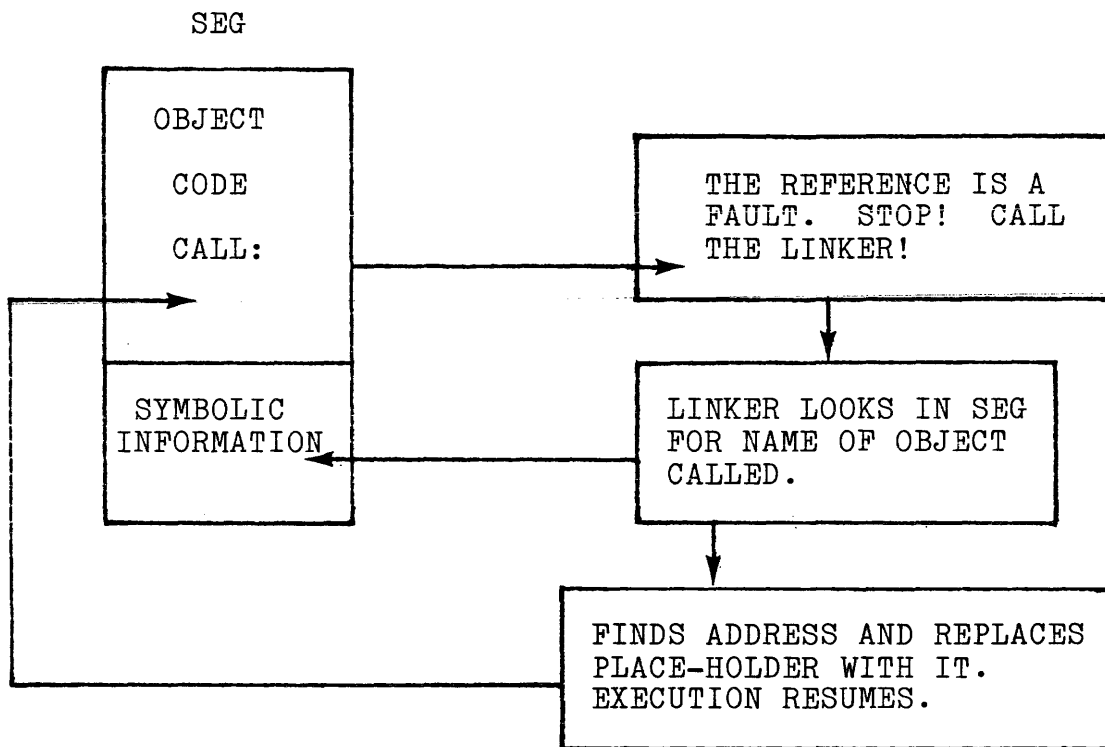 SEG
OBJECT
CODE
CALL:
SYMBOLIC
INFORMATION
THE REFERENCE IS A
FAULT. STOP! CALL
THE LINKER!
LINKER LOOKS IN SEG
FOR NAME OF OBJECT
CALLED.
FINDS ADDRESS AND REPLACES
PLACE-HOLDER WITH IT.
EXECUTION RESUMES.